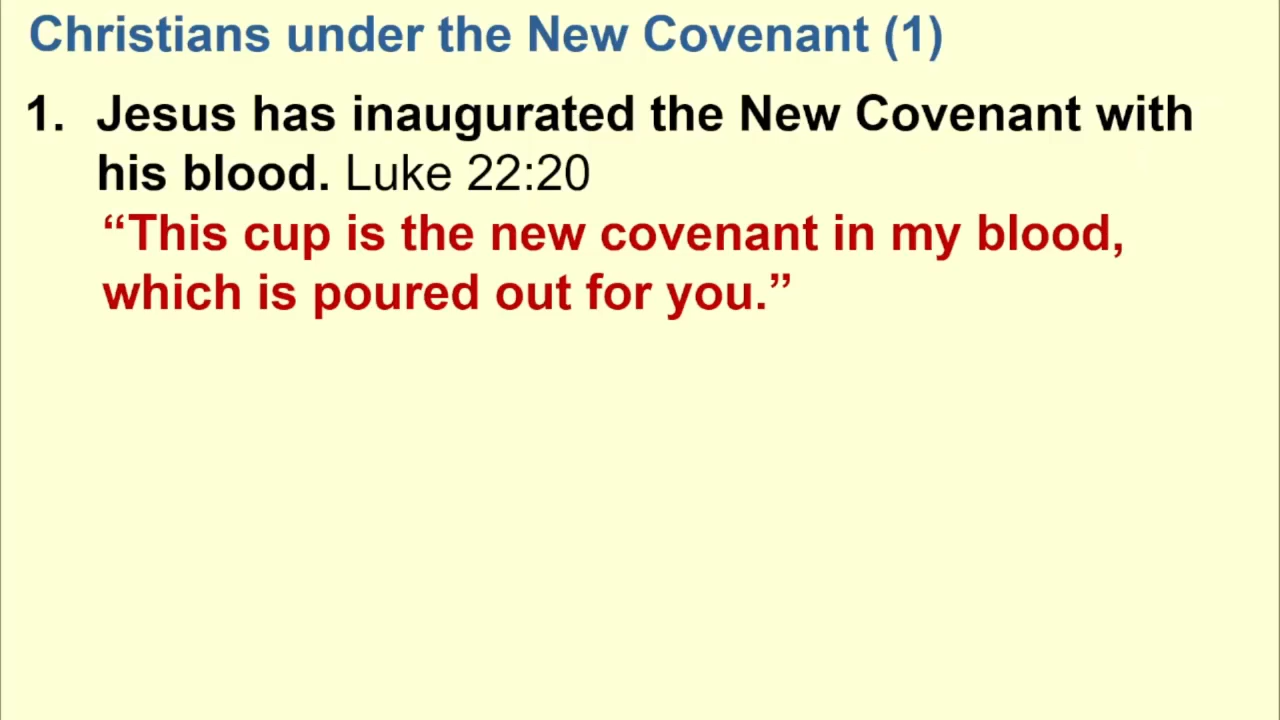 Christians under the New Covenant (1)
1. Jesus has inaugurated the New Covenant with
his blood. Luke 22:20
“This cup is the new covenant in my blood,
which is poured out for you.”